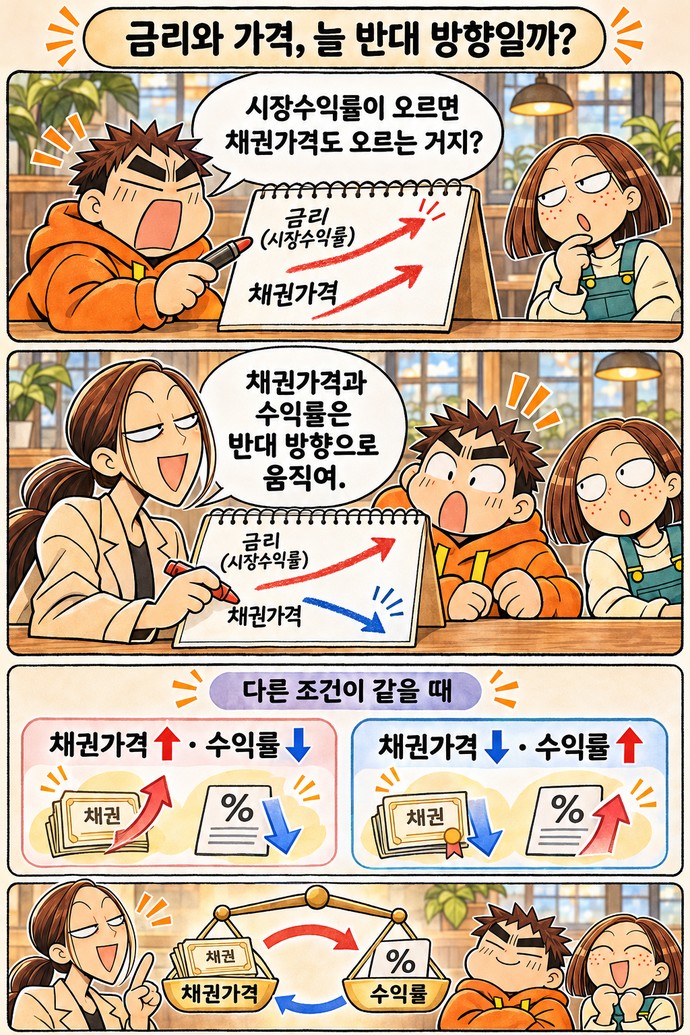 금리와 가격, 늘 반대 방향일까?
시장수익률이 오르면
채권가격도 오르는 거지?
금리
(시장수익률)
채권가격
채권가격과
수익률은
반대 방향으로
움직여.
금리
(시장수익률)
채권가격
다른 조건이 같을 때
채권가격 ↑ · 수익률 ↓
채권
%
채권가격 ↓ · 수익률 ↑
채권
%
채권
%
채권가격
수익률